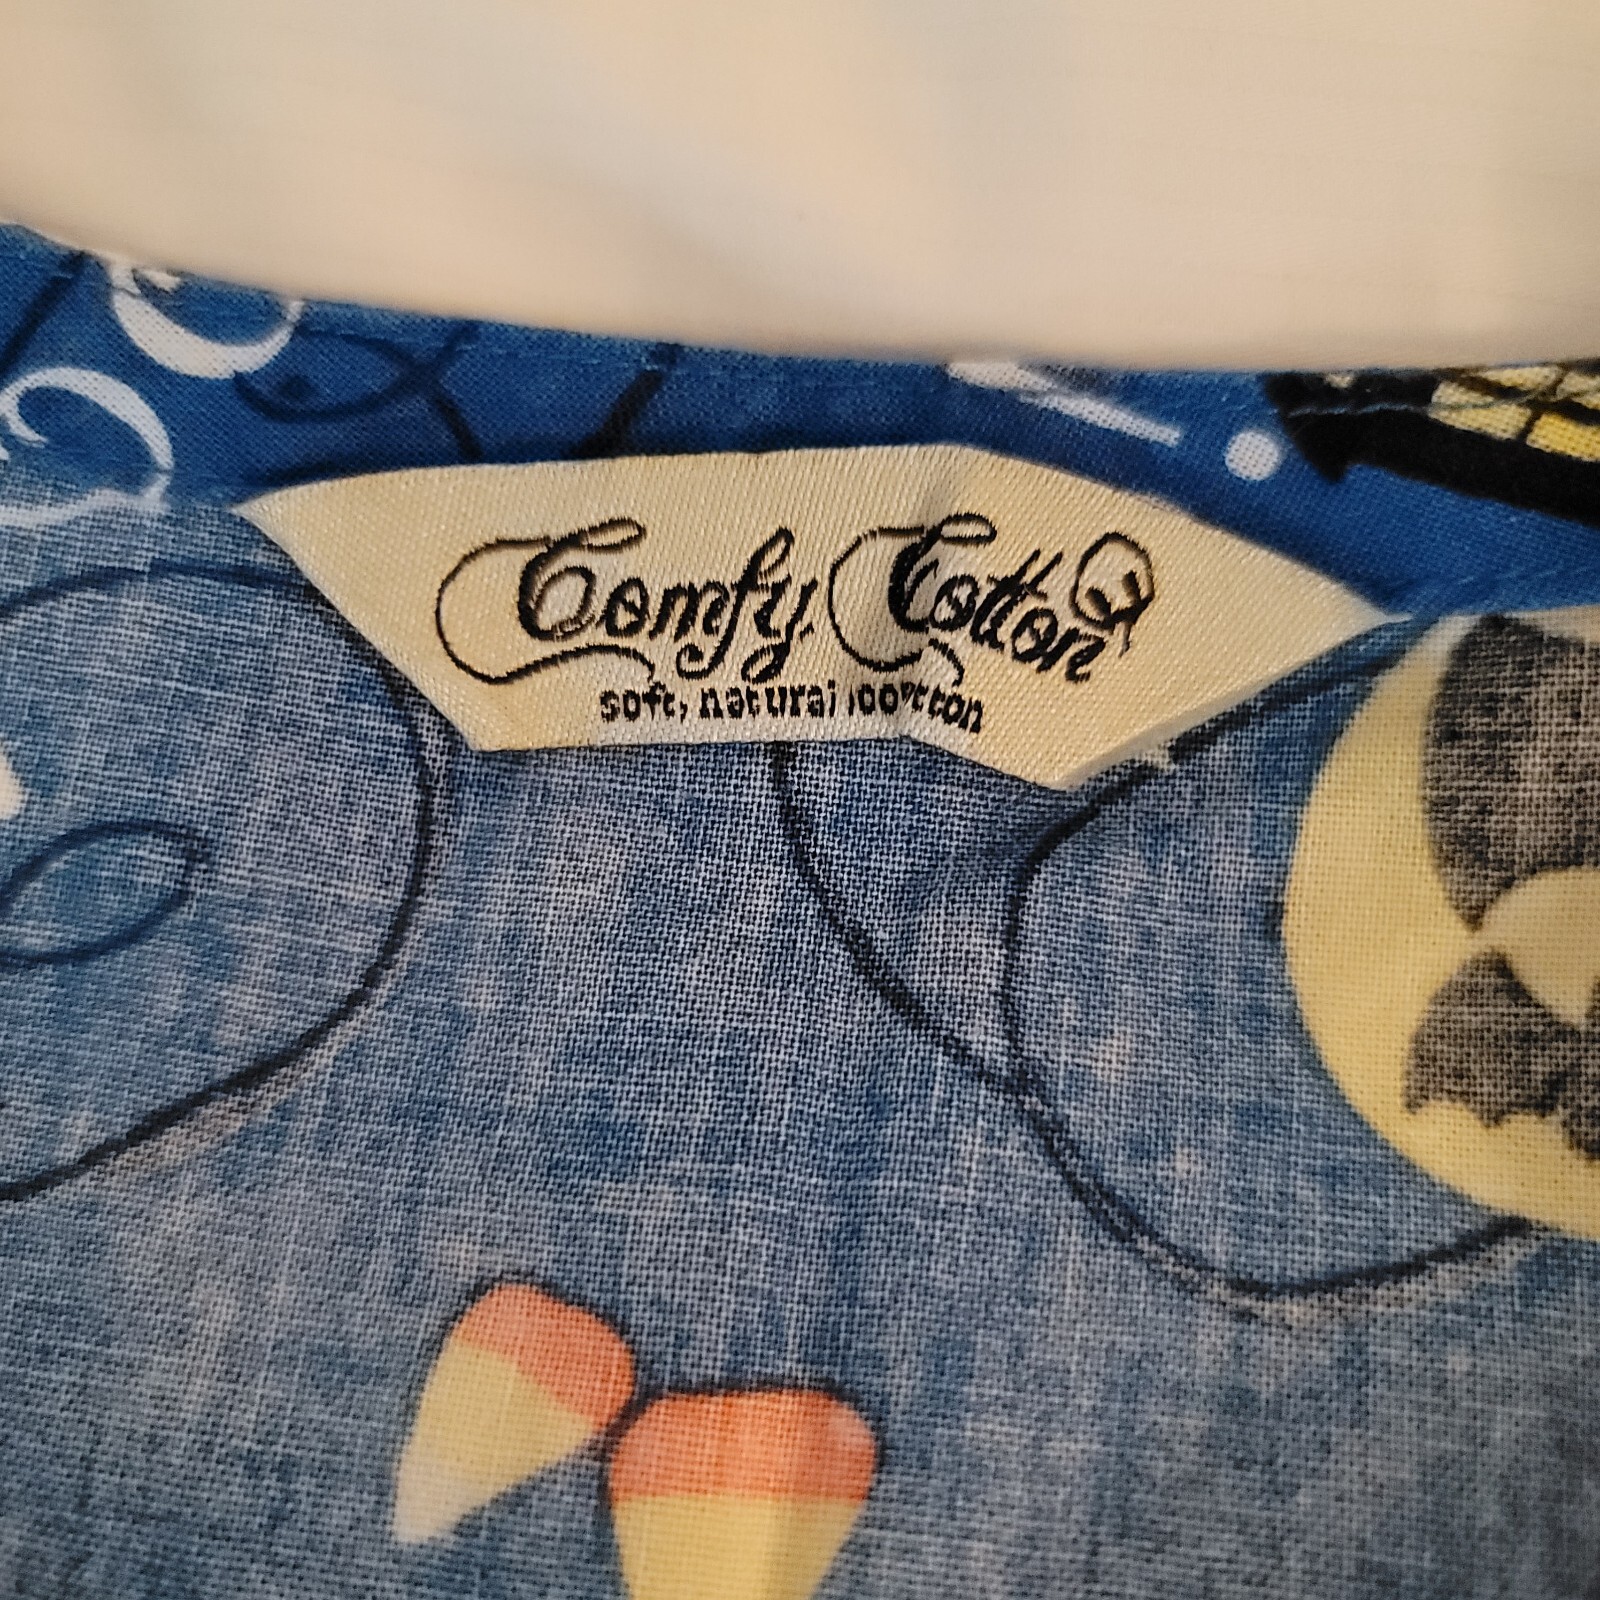 Comfy Cotton
soft, natural 100% cotton